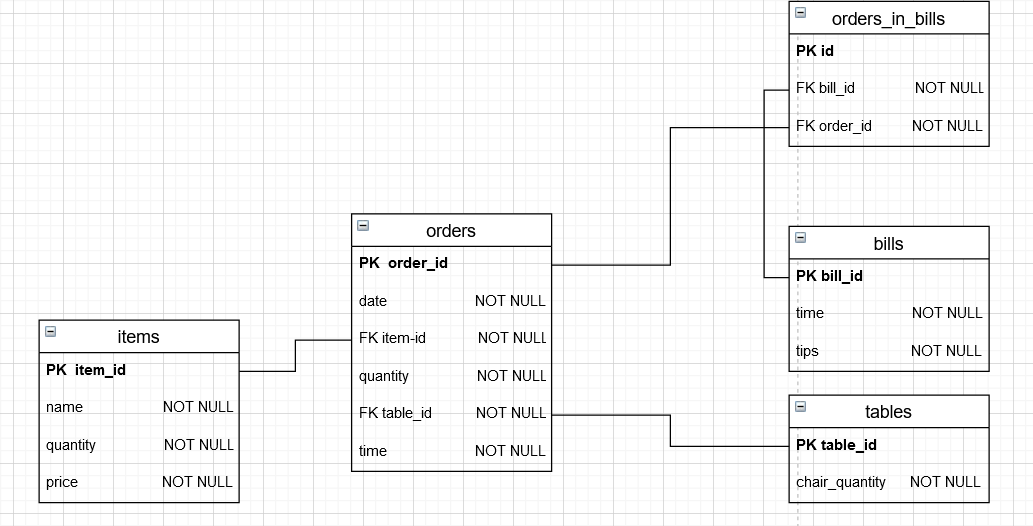 orders_in_bills
PK id
FK bill_id NOT NULL
FK order_id NOT NULL
orders
PK order_id
date NOT NULL
FK item-id NOT NULL
quantity NOT NULL
FK table_id NOT NULL
time NOT NULL
bills
PK bill_id
time NOT NULL
tips NOT NULL
items
PK item_id
name NOT NULL
quantity NOT NULL
price NOT NULL
tables
PK table_id
chair_quantity NOT NULL